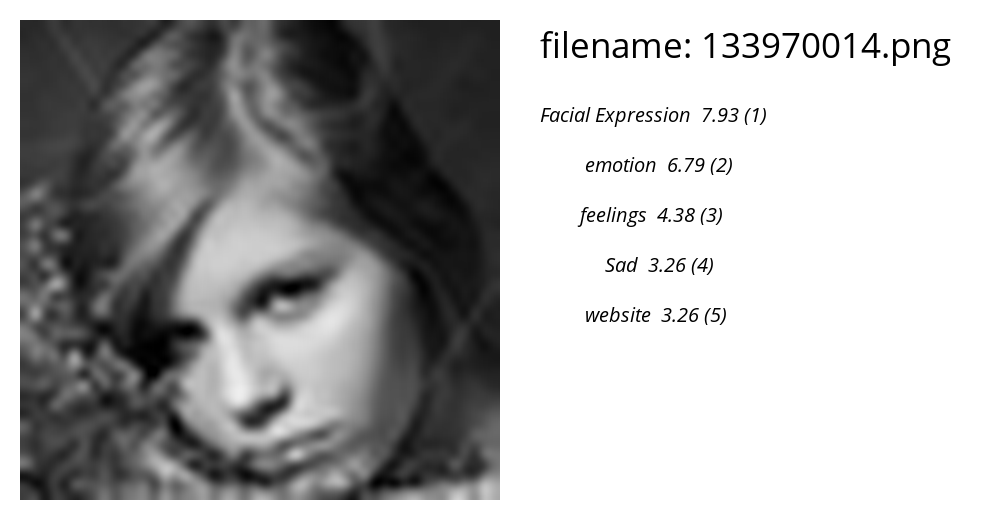 filename: 133970014.png
Facial Expression 7.93 (1)
emotion 6.79 (2)
feelings 4.38 (3)
Sad 3.26 (4)
website 3.26 (5)